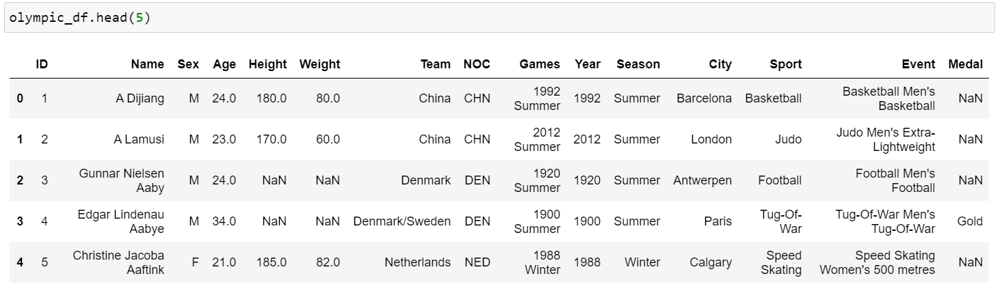 olympic_df.head(5)
ID Name Sex Age Height Weight Team NOC Games Year Season City Sport Event Medal
0 1 A Dijiang M 24.0 180.0 80.0 China CHN 1992 Summer 1992 Summer Barcelona Basketball Basketball Men's Basketball NaN
1 2 A Lamusi M 23.0 170.0 60.0 China CHN 2012 Summer 2012 Summer London Judo Judo Men's Extra-Lightweight NaN
2 3 Gunnar Nielsen Aaby M 24.0 NaN NaN Denmark DEN 1920 Summer 1920 Summer Antwerpen Football Football Men's Football NaN
3 4 Edgar Lindenau Aabye M 34.0 NaN NaN Denmark/Sweden DEN 1900 Summer 1900 Summer Paris Tug-Of-War Tug-Of-War Men's Tug-Of-War Gold
4 5 Christine Jacoba Aaftink F 21.0 185.0 82.0 Netherlands NED 1988 Winter 1988 Winter Calgary Speed Skating Speed Skating Women's 500 metres NaN